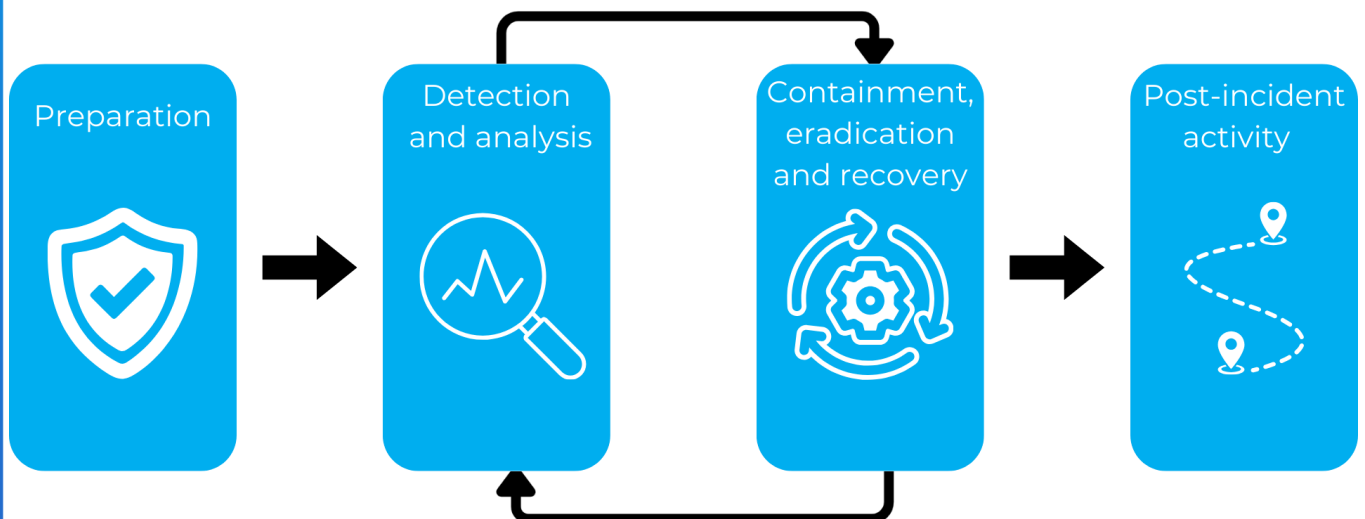 Preparation
Detection
and analysis
Containment,
eradication
and recovery
Post-incident
activity